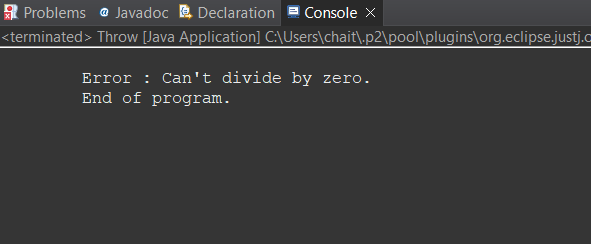 Problems @ Javadoc Declaration Console
<terminated> Throw [Java Application] C:\Users\chait\.p2\pool\plugins\org.eclipse.justj.o
Error : Can't divide by zero.
End of program.